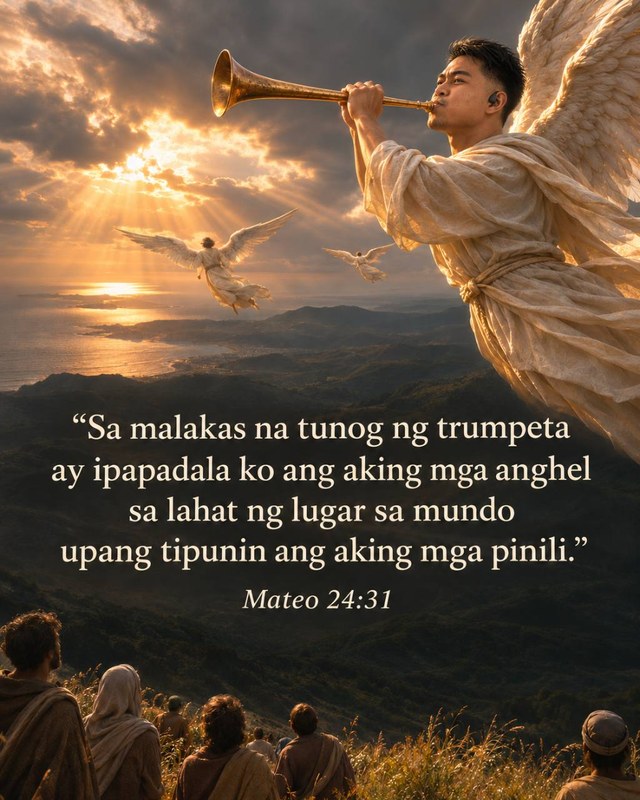 “Sa malakas na tunog ng trumpeta
ay ipapadala ko ang aking mga anghel
sa lahat ng lugar sa mundo
upang tipunin ang aking mga pinili.”
Mateo 24:31